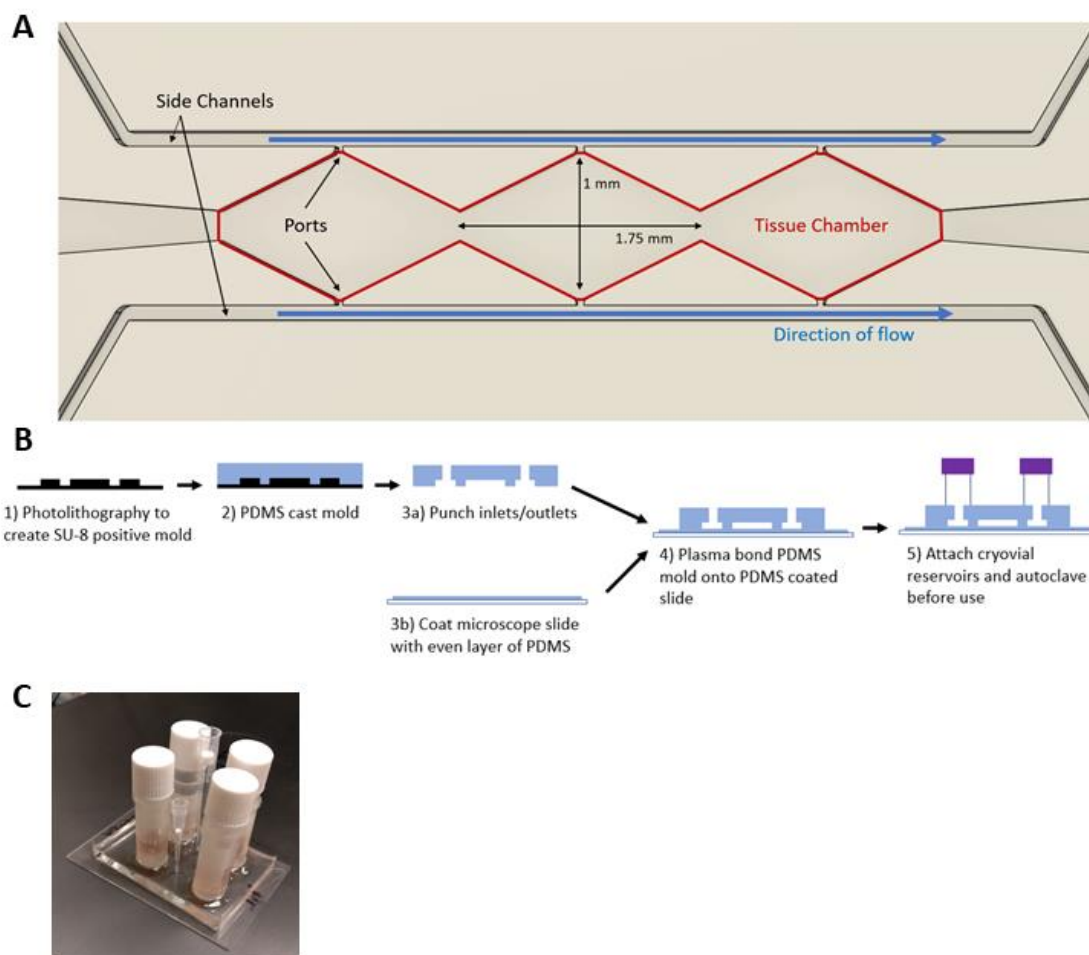 A
Side Channels
1 mm
Ports
1.75 mm
Tissue Chamber
Direction of flow
B
1) Photolithography to
create SU-8 positive mold
2) PDMS cast mold
3a) Punch inlets/outlets
3b) Coat microscope slide
with even layer of PDMS
4) Plasma bond PDMS
mold onto PDMS coated
slide
5) Attach cryovial
reservoirs and autoclave
before use
C